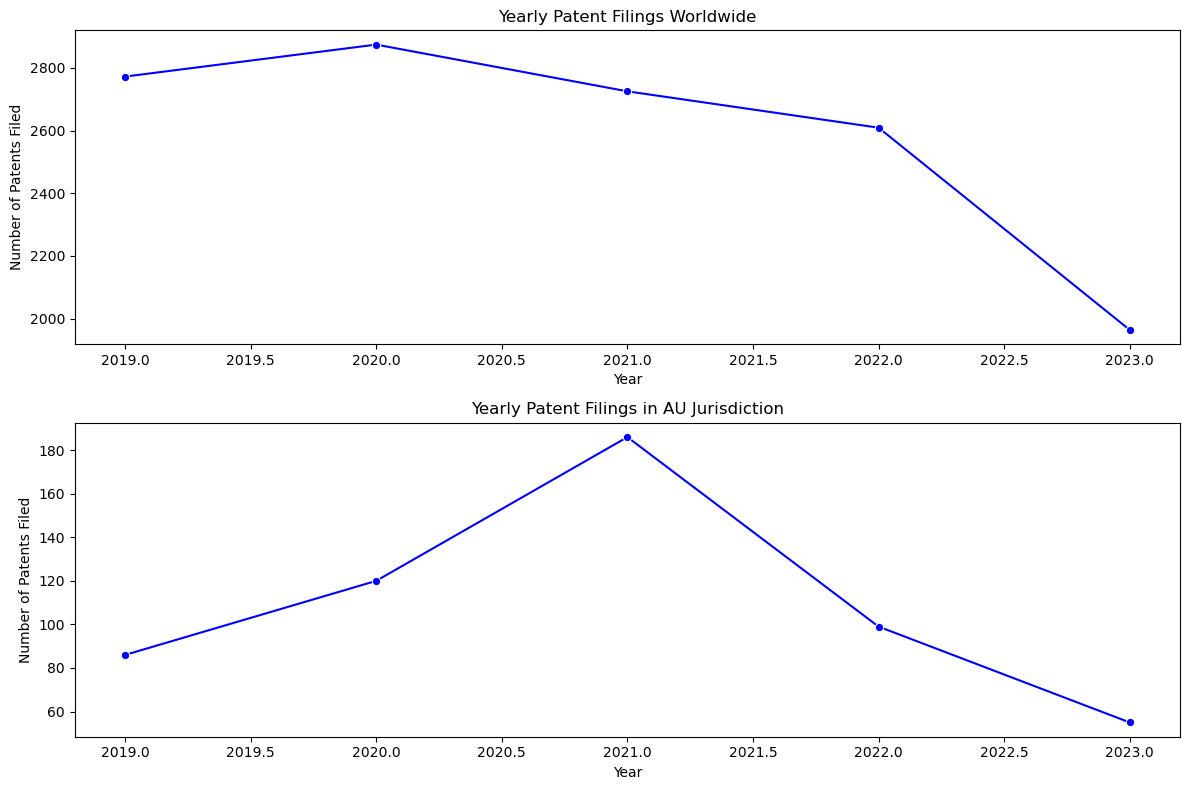 Yearly Patent Filings Worldwide
Number of Patents Filed
2800
2600
2400
2200
2000
2019.0 2019.5 2020.0 2020.5 2021.0 2021.5 2022.0 2022.5 2023.0
Year
Yearly Patent Filings in AU Jurisdiction
Number of Patents Filed
180
160
140
120
100
80
60
2019.0 2019.5 2020.0 2020.5 2021.0 2021.5 2022.0 2022.5 2023.0
Year